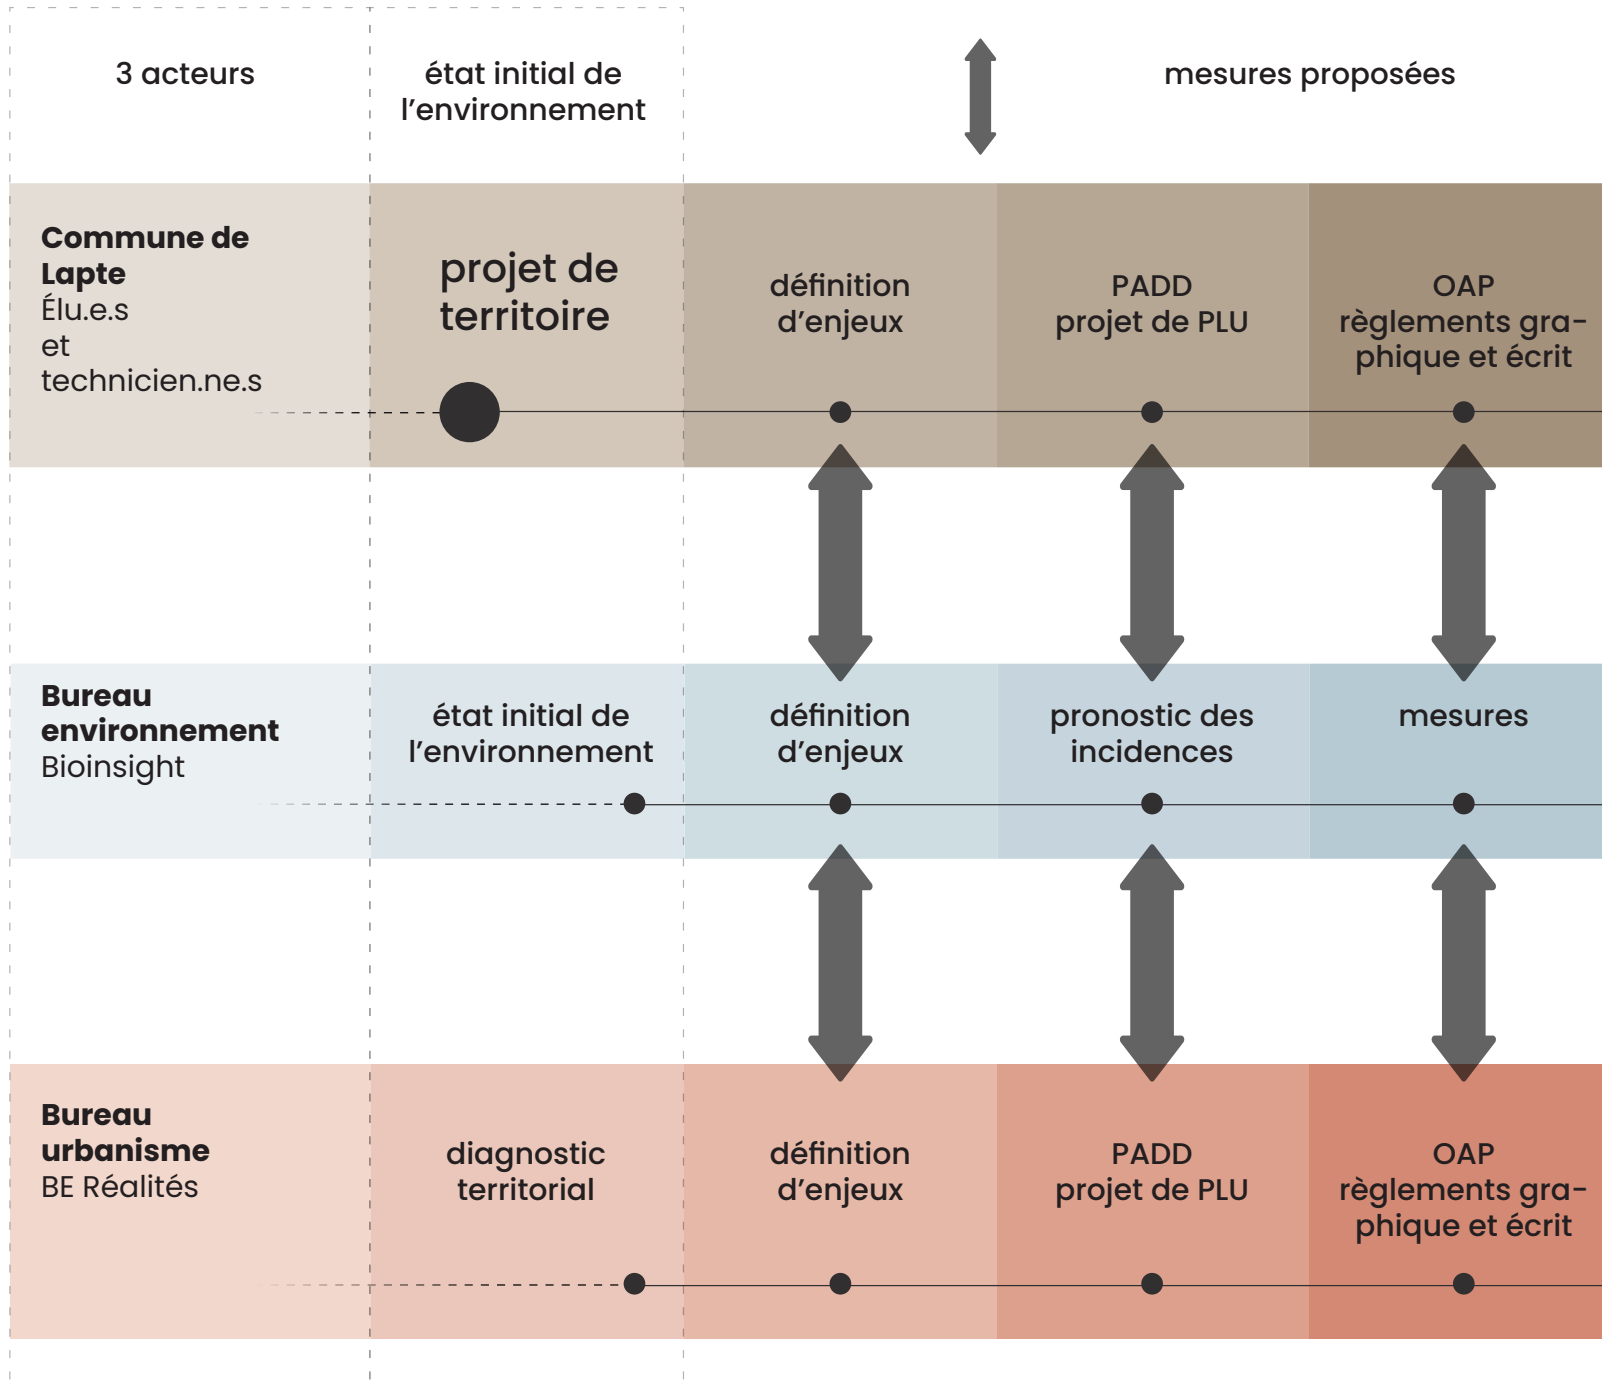 3 acteurs
état initial de
l’environnement
mesures proposées
Commune de
Lapte
Élu.e.s
et
technicien.ne.s
projet de
territoire
définition
d’enjeux
PADD
projet de PLU
OAP
règlements gra-
phique et écrit
Bureau
environnement
Bioinsight
état initial de
l’environnement
définition
d’enjeux
pronostic des
incidences
mesures
Bureau
urbanisme
BE Réalités
diagnostic
territorial
définition
d’enjeux
PADD
projet de PLU
OAP
règlements gra-
phique et écrit